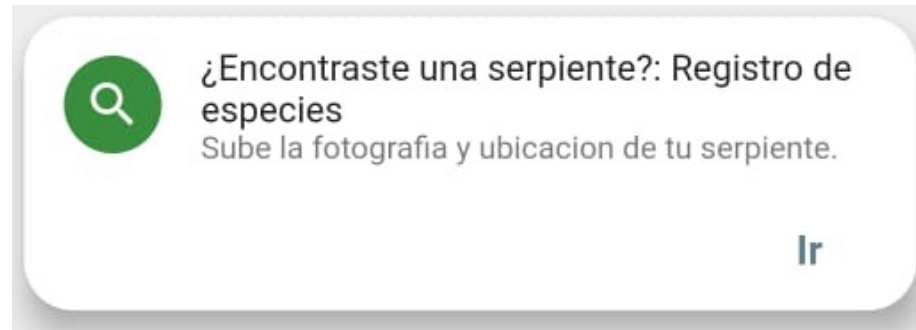 ¿Encontraste una serpiente?: Registro de
especies
Sube la fotografia y ubicacion de tu serpiente.
Ir